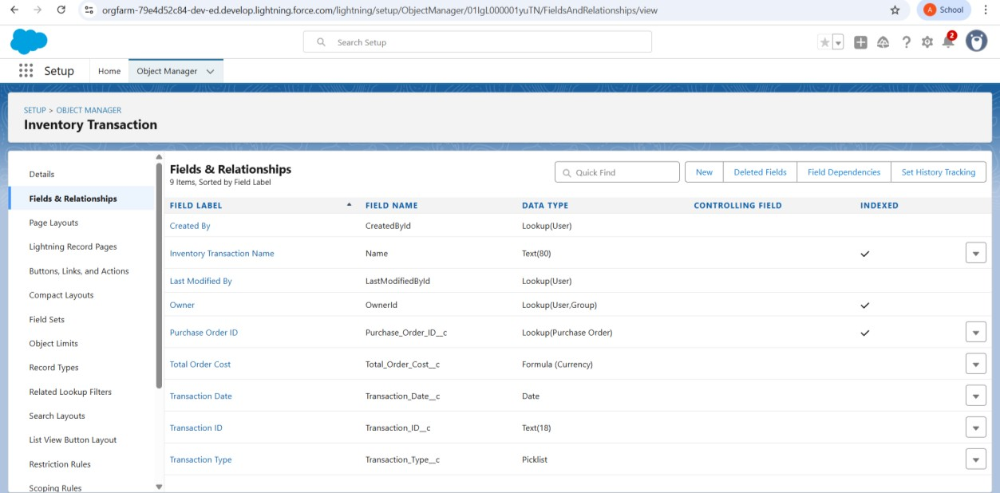 orgfarm-79e4d52c84-dev-ed.develop.lightning.force.com/lightning/setup/ObjectManager/01IgL000001yuTN/FieldsAndRelationships/view
A School
Search Setup
2
Setup Home Object Manager
SETUP > OBJECT MANAGER
Inventory Transaction
Details
Fields & Relationships
Page Layouts
Lightning Record Pages
Buttons, Links, and Actions
Compact Layouts
Field Sets
Object Limits
Record Types
Related Lookup Filters
Search Layouts
List View Button Layout
Restriction Rules
Scoping Rules
Fields & Relationships
9 Items, Sorted by Field Label
Quick Find New Deleted Fields Field Dependencies Set History Tracking
FIELD LABEL FIELD NAME DATA TYPE CONTROLLING FIELD INDEXED
Created By CreatedById Lookup(User)
Inventory Transaction Name Name Text(80)
Last Modified By LastModifiedById Lookup(User)
Owner OwnerId Lookup(User,Group)
Purchase Order ID Purchase_Order_ID__c Lookup(Purchase Order)
Total Order Cost Total_Order_Cost__c Formula (Currency)
Transaction Date Transaction_Date__c Date
Transaction ID Transaction_ID__c Text(18)
Transaction Type Transaction_Type__c Picklist